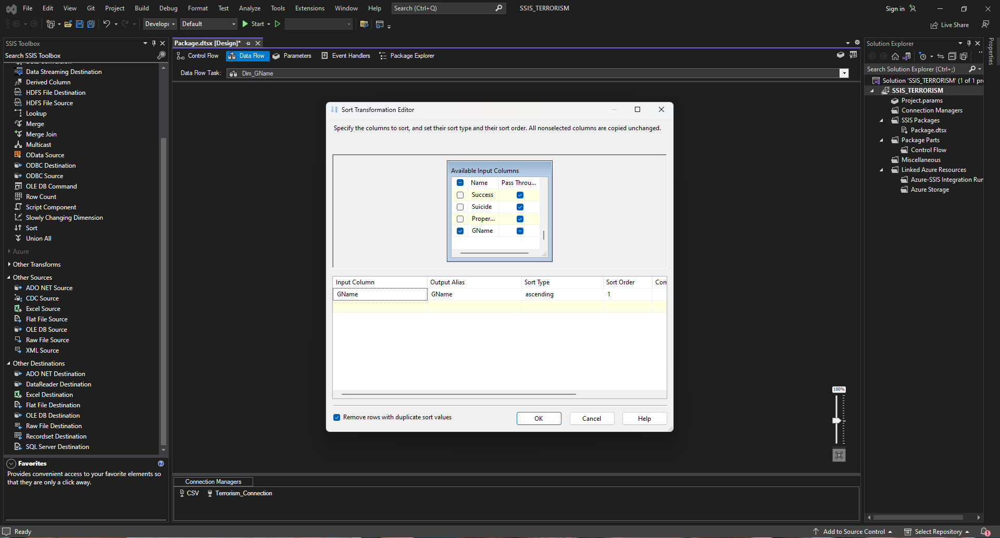 File Edit View Git Project Build Debug Format Test Analyze Tools Extensions Window Help Search (Ctrl+Q) SSIS_TERRORISM Sign in
Developı Default Start Live Share
SSIS Toolbox
Search SSIS Toolbox
Data Streaming Destination
Derived Column
HDFS File Destination
HDFS File Source
Lookup
Merge
Merge Join
Multicast
OData Source
ODBC Destination
ODBC Source
OLE DB Command
Row Count
Script Component
Slowly Changing Dimension
Sort
Union All
Azure
Other Transforms
Other Sources
ADO NET Source
CDC Source
Excel Source
Flat File Source
OLE DB Source
Raw File Source
XML Source
Other Destinations
ADO NET Destination
DataReader Destination
Excel Destination
Flat File Destination
OLE DB Destination
Raw File Destination
Recordset Destination
SQL Server Destination
Favorites
Provides convenient access to your favorite elements so
that they are only a click away.
Package.dtsx [Design]*
Control Flow Data Flow Parameters Event Handlers Package Explorer
Data Flow Task: Dim_GName
Sort Transformation Editor
Specify the columns to sort, and set their sort type and their sort order. All nonselected columns are copied unchanged.
Available Input Columns
Name Pass Throu...
Success
Suicide
Proper...
GName
Input Column Output Alias Sort Type Sort Order Con
GName GName ascending 1
Remove rows with duplicate sort values OK Cancel Help
100%
Connection Managers
CSV Terrorism_Connection
Solution Explorer
Search Solution Explorer (Ctrl+;)
Solution 'SSIS_TERRORISM' (1 of 1 pr
SSIS_TERRORISM
Project.params
Connection Managers
SSIS Packages
Package.dtsx
Package Parts
Control Flow
Miscellaneous
Linked Azure Resources
Azure-SSIS Integration Run
Azure Storage
Properties
Ready Add to Source Control Select Repository 1